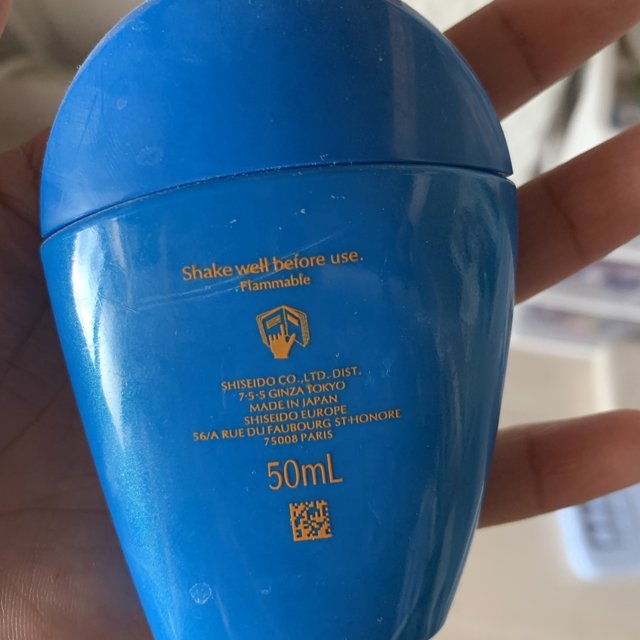 Shake well before use.
Flammable
SHISEIDO CO., LTD. DIST.
7-5-5 GINZA TOKYO
MADE IN JAPAN
SHISEIDO EUROPE
56/A RUE DU FAUBOURG ST-HONORE
75008 PARIS
50mL